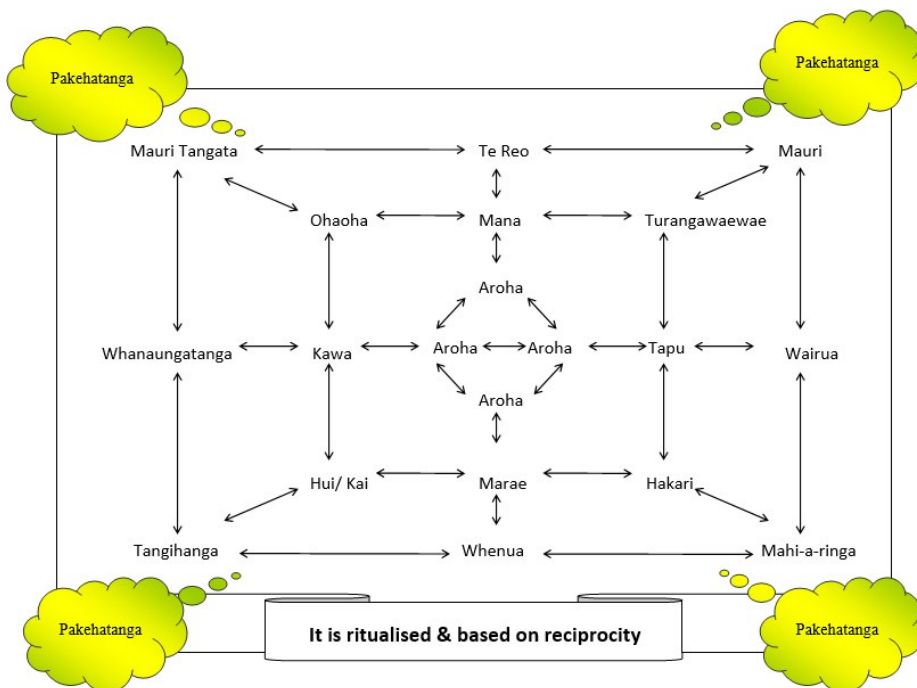 Pakehatanga
Pakehatanga
Mauri Tangata
Te Reo
Mauri
Ohaoha
Mana
Turangawaewae
Aroha
Whanaungatanga
Kawa
Aroha
Aroha
Tapu
Wairua
Aroha
Hui/ Kai
Marae
Hakari
Tangihanga
Whenua
Mahi-a-ringa
Pakehatanga
It is ritualised & based on reciprocity
Pakehatanga